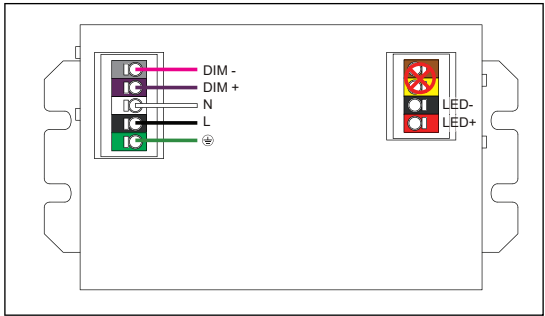 DIM -
DIM +
N
L
LED-
LED+